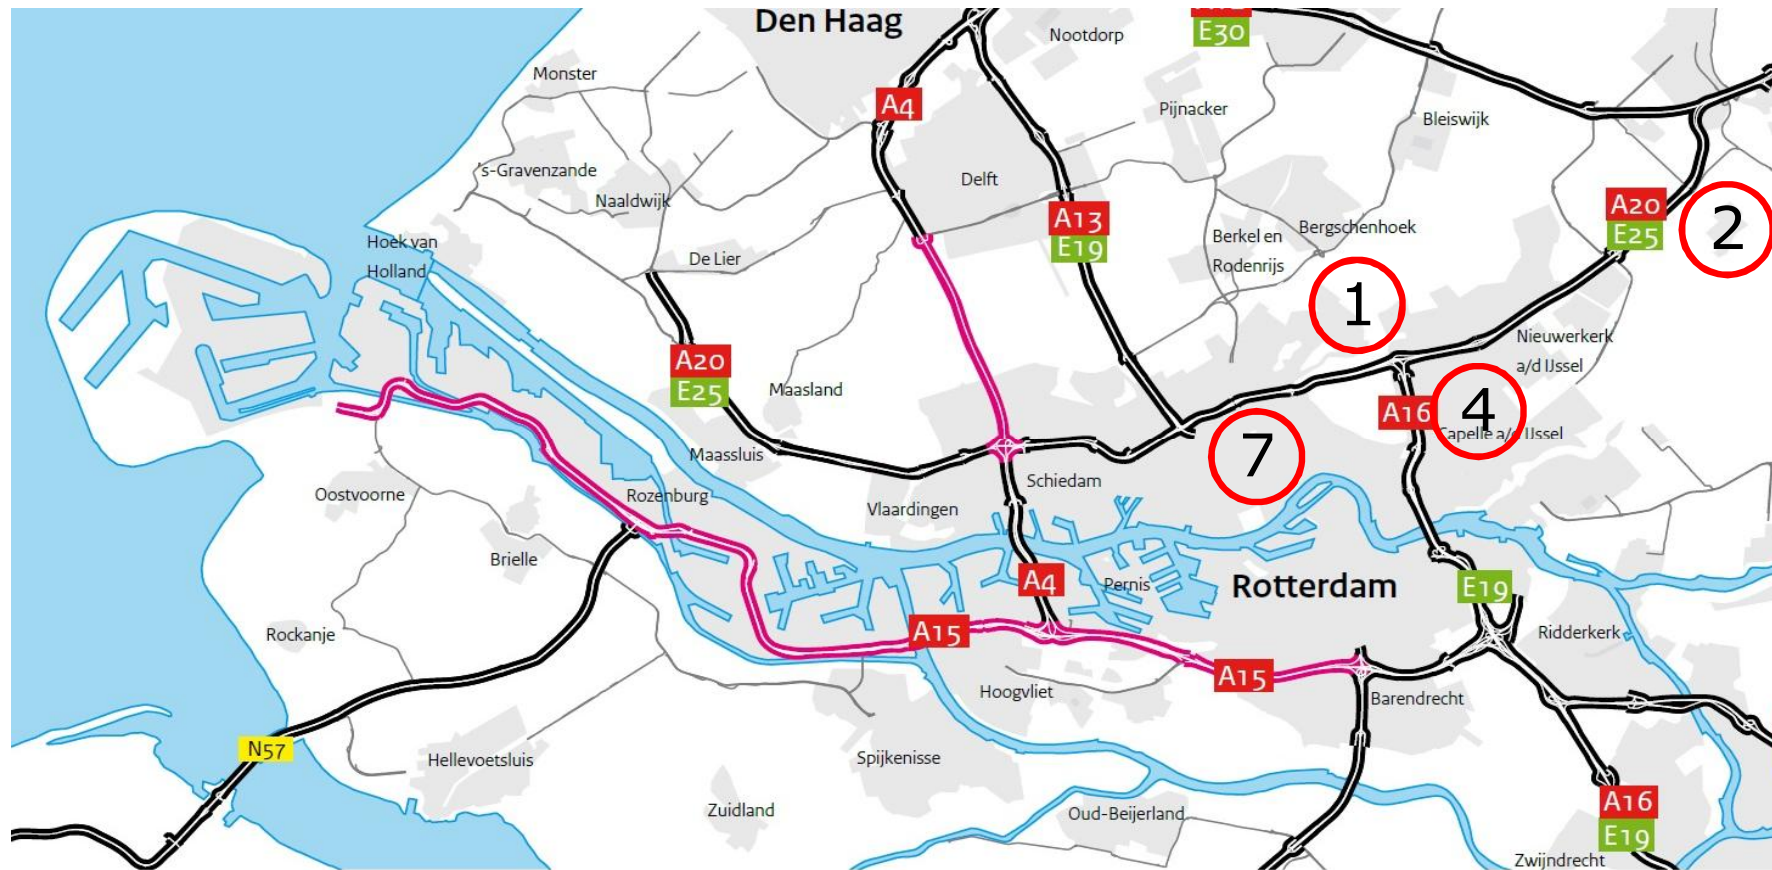 Den Haag
E30
Nootdorp
Monster
A4
Pijnacker
Bleiswijk
's-Gravenzande
Delft
Naaldwijk
A13
E19
A20
E25
2
Hoek van
Holland
De Lier
Berkel en
Rodenrijs
Bergschenhoek
1
Nieuwerkerk
a/d IJssel
A20
E25
Maasland
A16
4
Capelle a/d IJssel
7
Maassluis
Schiedam
Oostvoorne
Rozenburg
Vlaardingen
Brielle
A4
Pernis
Rotterdam
E19
Rockanje
A15
Ridderkerk
A15
Hoogvliet
Barendrecht
N57
Hellevoetsluis
Spijkenisse
Zuidland
Oud-Beijerland
A16
E19
Zwijndrecht